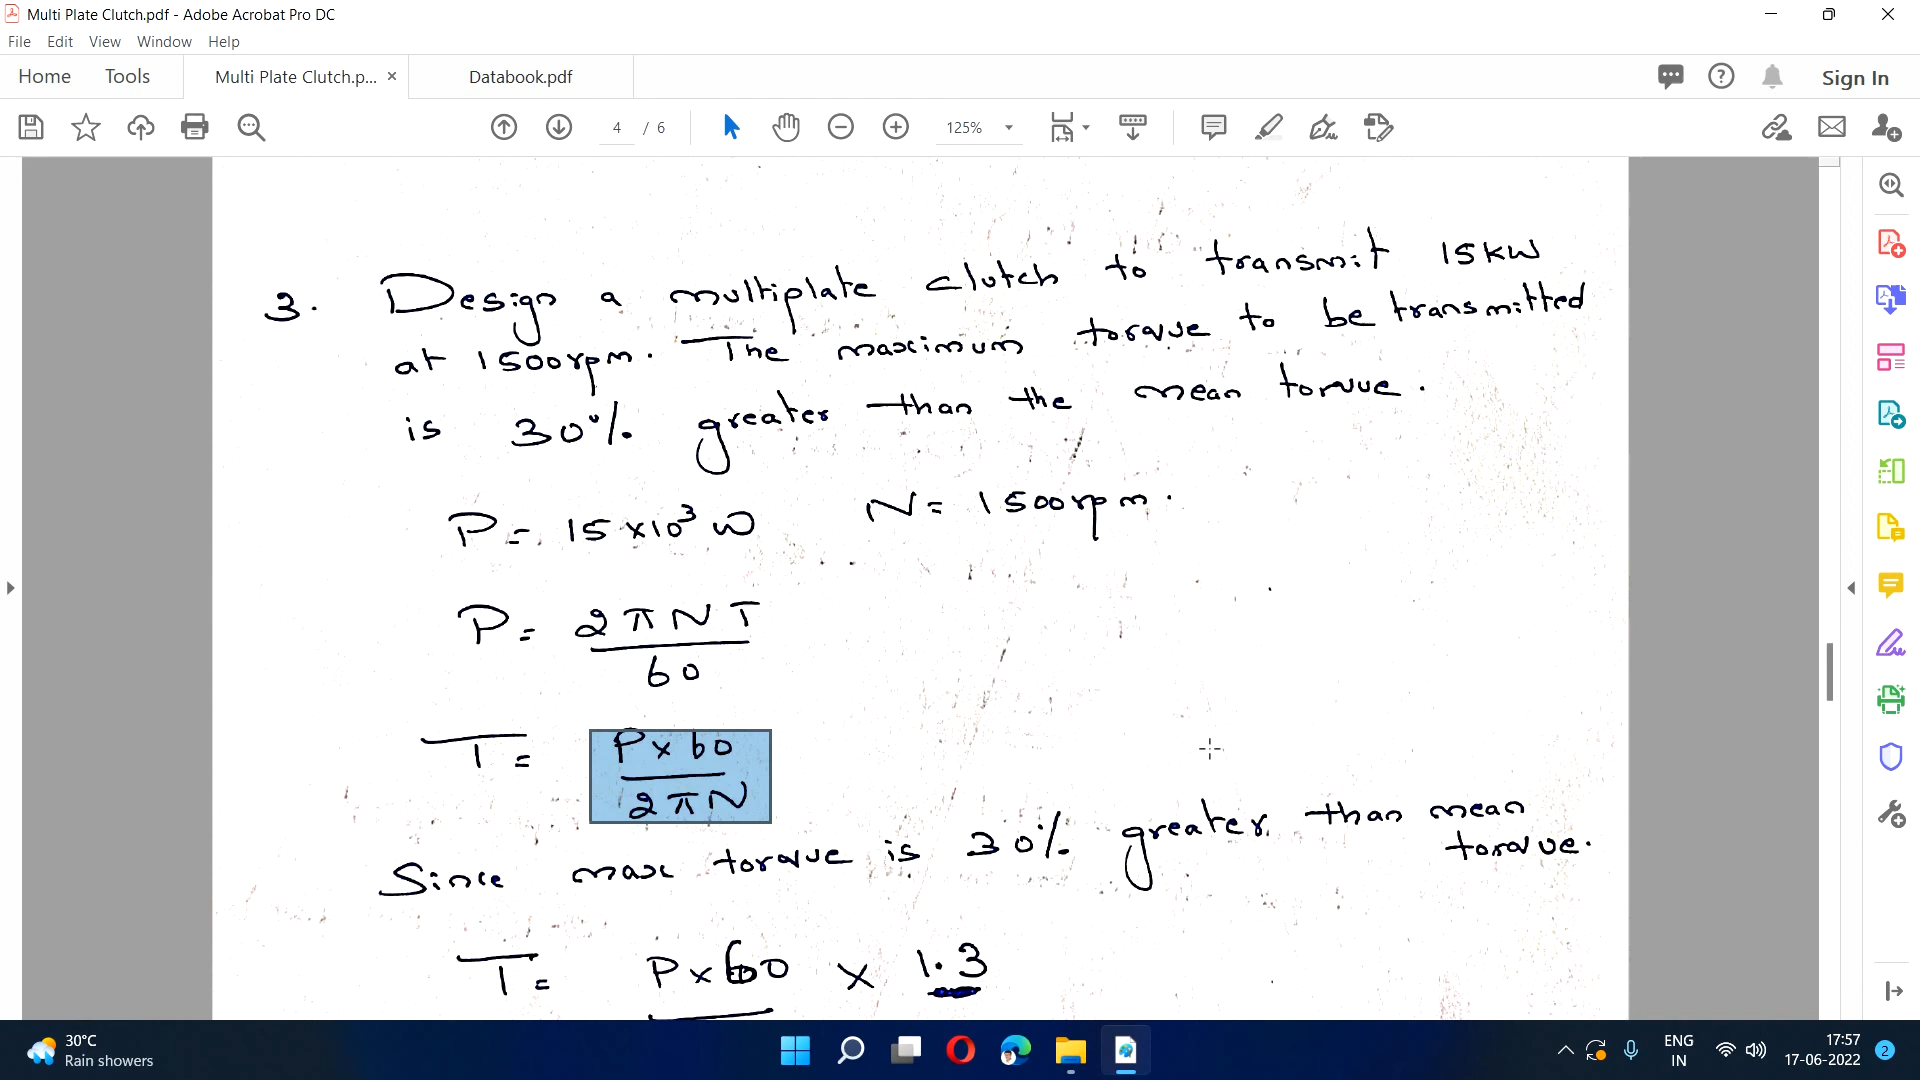 Multi Plate Clutch.pdf - Adobe Acrobat Pro DC
File Edit View Window Help
Home Tools Multi Plate Clutch.p... × Databook.pdf Sign In
4 / 6 125%
3. Design a multiplate clutch to transmit 15kW
at 1500rpm. The maximum torque to be transmitted
is 30% greater than the mean torque.
P = 15 x10³ W N = 1500rpm.
P = 2πNT
60
T = P x 60
2πN
Since max torque is 30% greater than mean
torque.
T = P x 60 x 1.3
30°C
Rain showers
ENG
IN
17:57
17-06-2022
2